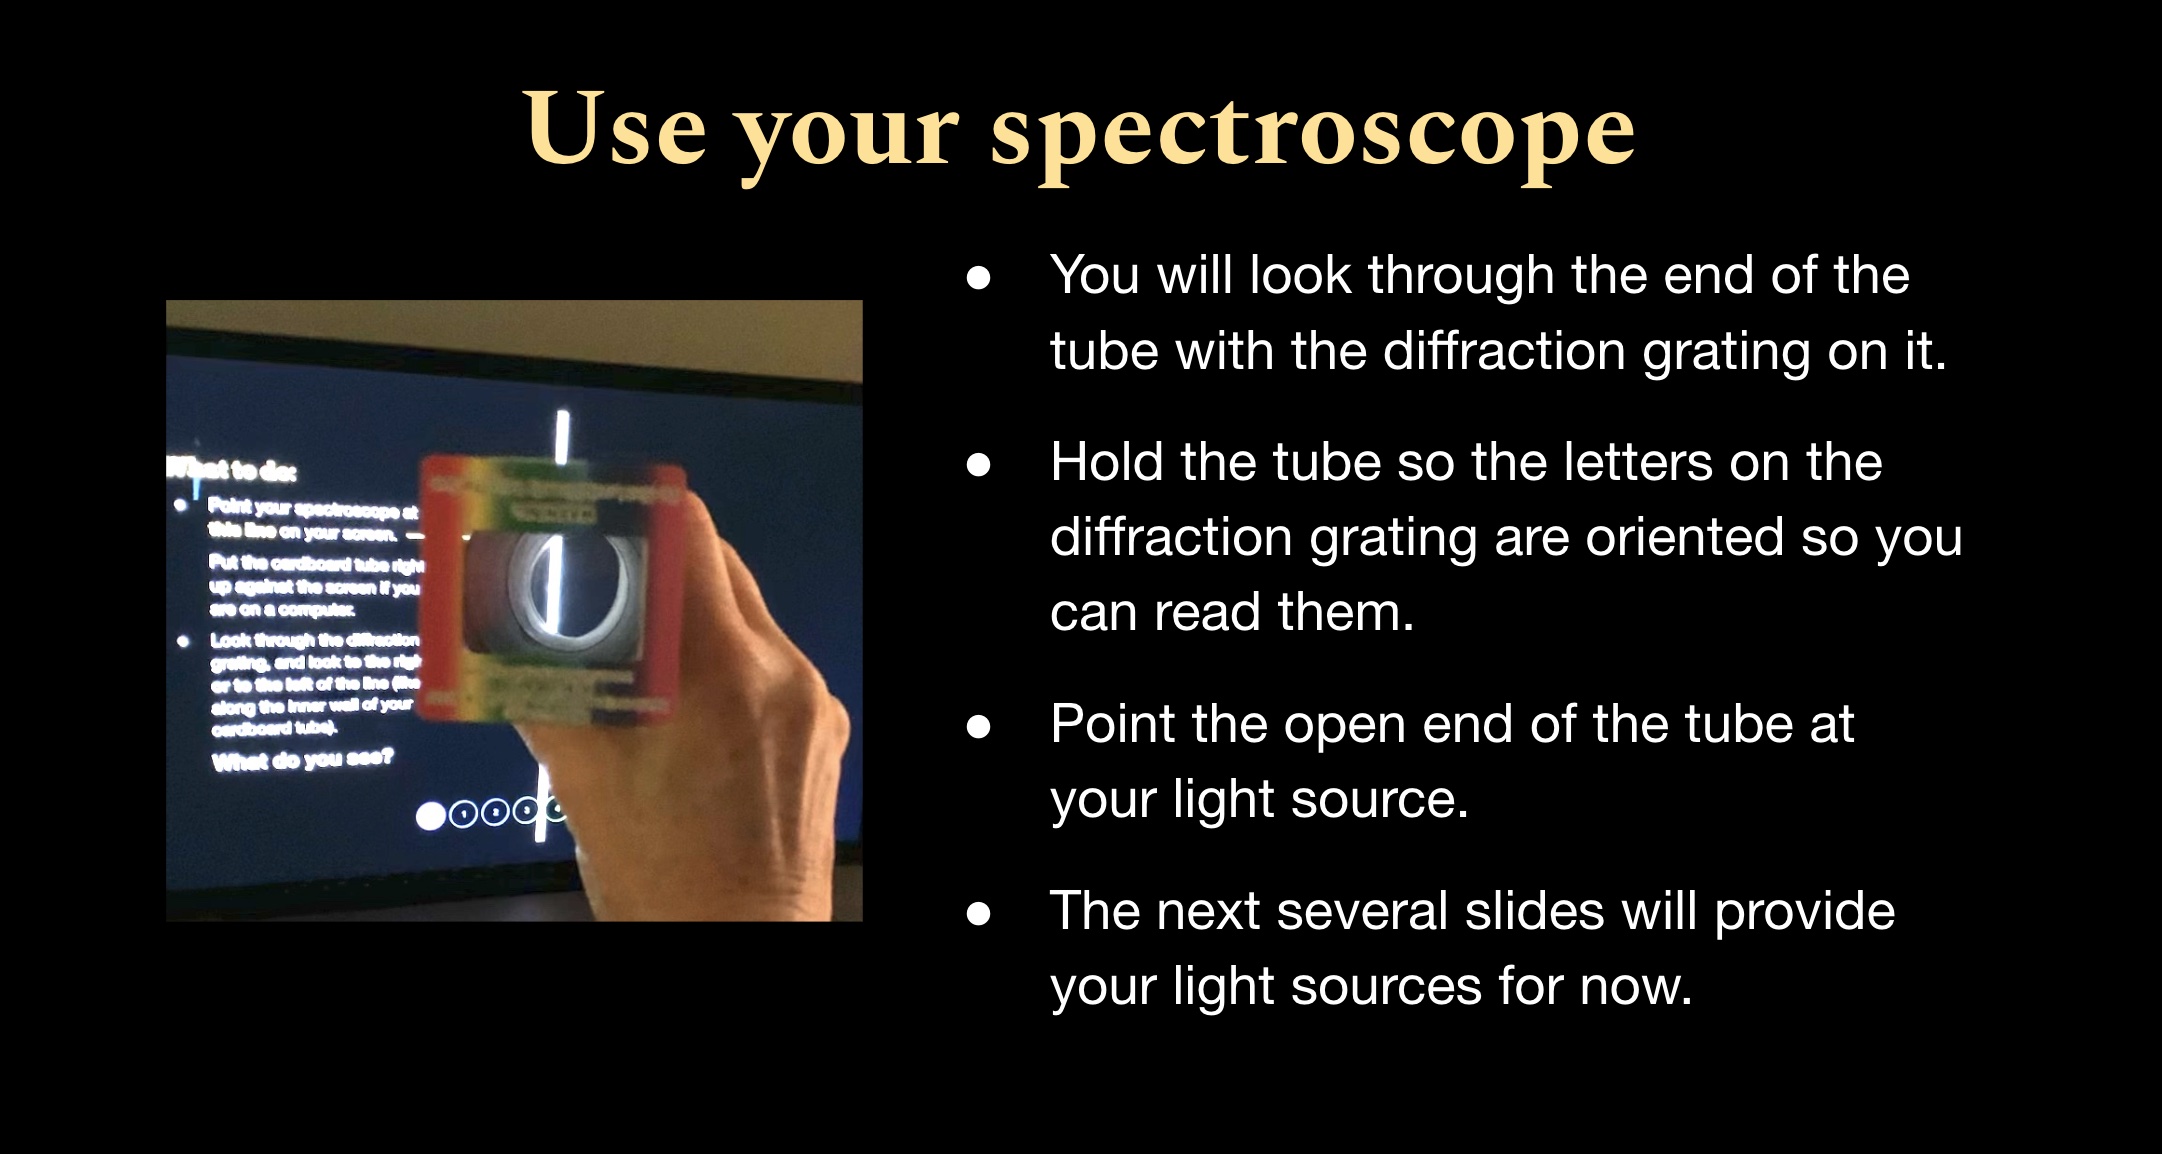 Use your spectroscope
You will look through the end of the
tube with the diffraction grating on it.
Hold the tube so the letters on the
diffraction grating are oriented so you
can read them.
Point the open end of the tube at
your light source.
The next several slides will provide
your light sources for now.
What to do:
Point your spectroscope at
this line on your screen.
Put the cardboard tube right
up against the screen if you
are on a computer.
Look through the diffraction
grating, and look to the righ
or to the left of the line (like
along the inner wall of your
cardboard tube).
What do you see?
1 2 3